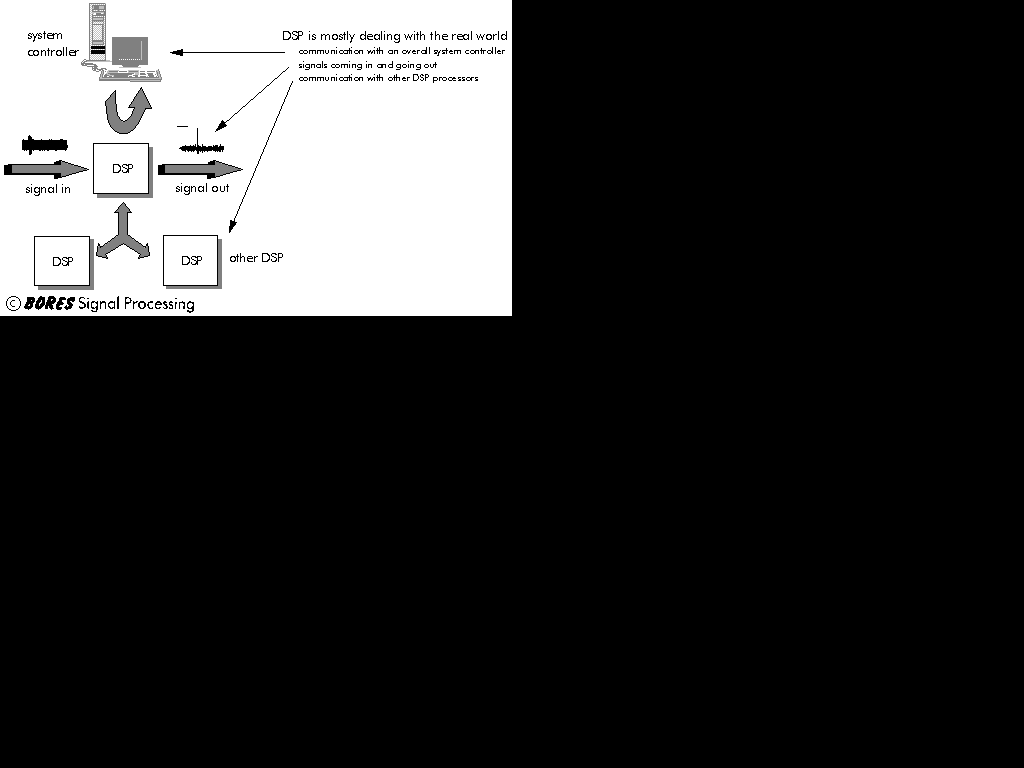 system
controller
DSP is mostly dealing with the real world
communication with an overall system controller
signals coming in and going out
communication with other DSP processors
DSP
signal in
signal out
DSP
DSP
other DSP
© BORES Signal Processing